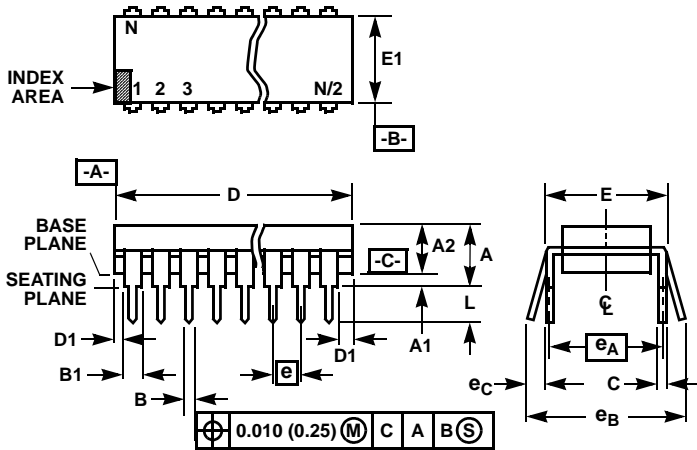 N
INDEX
AREA
1 2 3 N/2
E1
-B-
-A-
D
E
BASE
PLANE
A2
A
-C-
SEATING
PLANE
L
CL
D1
A1
D1
eA
B1
e
eC
C
B
eB
0.010 (0.25) M C A B S